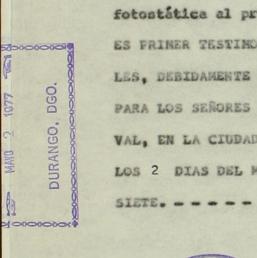 fotostática al pr
ES PRIMER TESTIMO
LES, DEBIDAMENTE
PARA LOS SEÑORES
VAL, EN LA CIUDAD
LOS 2 DIAS DEL M
SIETE. - - - - - -
MAYO 2 1977
DURANGO, DGO.